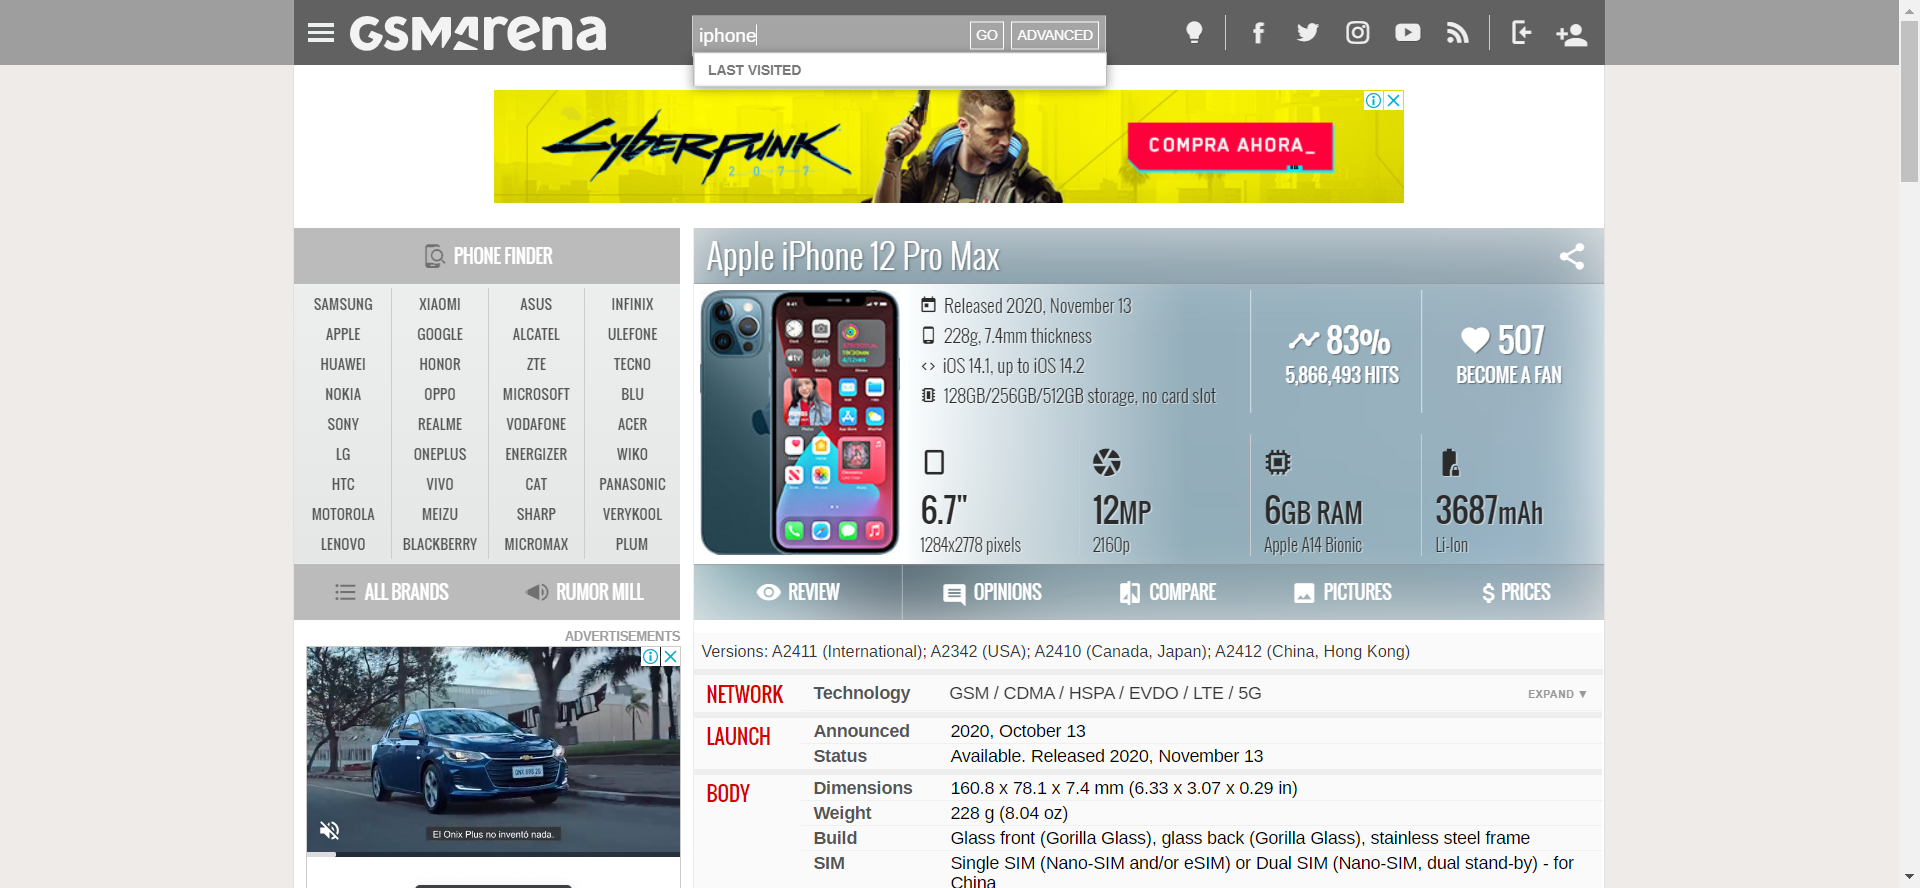 GSMArena
iphone
GO
ADVANCED
LAST VISITED
CYBERPUNK
2077
COMPRA AHORA_
PHONE FINDER
SAMSUNG XIAOMI ASUS INFINIX
APPLE GOOGLE ALCATEL ULEFONE
HUAWEI HONOR ZTE TECNO
NOKIA OPPO MICROSOFT BLU
SONY REALME VODAFONE ACER
LG ONEPLUS ENERGIZER WIKO
HTC VIVO CAT PANASONIC
MOTOROLA MEIZU SHARP VERYKOOL
LENOVO BLACKBERRY MICROMAX PLUM
ALL BRANDS RUMOR MILL
Apple iPhone 12 Pro Max
Released 2020, November 13
228g, 7.4mm thickness
iOS 14.1, up to iOS 14.2
128GB/256GB/512GB storage, no card slot
83%
5,866,493 HITS
507
BECOME A FAN
6.7"
1284x2778 pixels
12MP
2160p
6GB RAM
Apple A14 Bionic
3687mAh
Li-Ion
REVIEW OPINIONS COMPARE PICTURES PRICES
ADVERTISEMENTS
El Onix Plus no inventó nada.
Versions: A2411 (International); A2342 (USA); A2410 (Canada, Japan); A2412 (China, Hong Kong)
NETWORK Technology GSM / CDMA / HSPA / EVDO / LTE / 5G EXPAND ▼
LAUNCH Announced 2020, October 13
Status Available. Released 2020, November 13
BODY Dimensions 160.8 x 78.1 x 7.4 mm (6.33 x 3.07 x 0.29 in)
Weight 228 g (8.04 oz)
Build Glass front (Gorilla Glass), glass back (Gorilla Glass), stainless steel frame
SIM Single SIM (Nano-SIM and/or eSIM) or Dual SIM (Nano-SIM, dual stand-by) - for
China